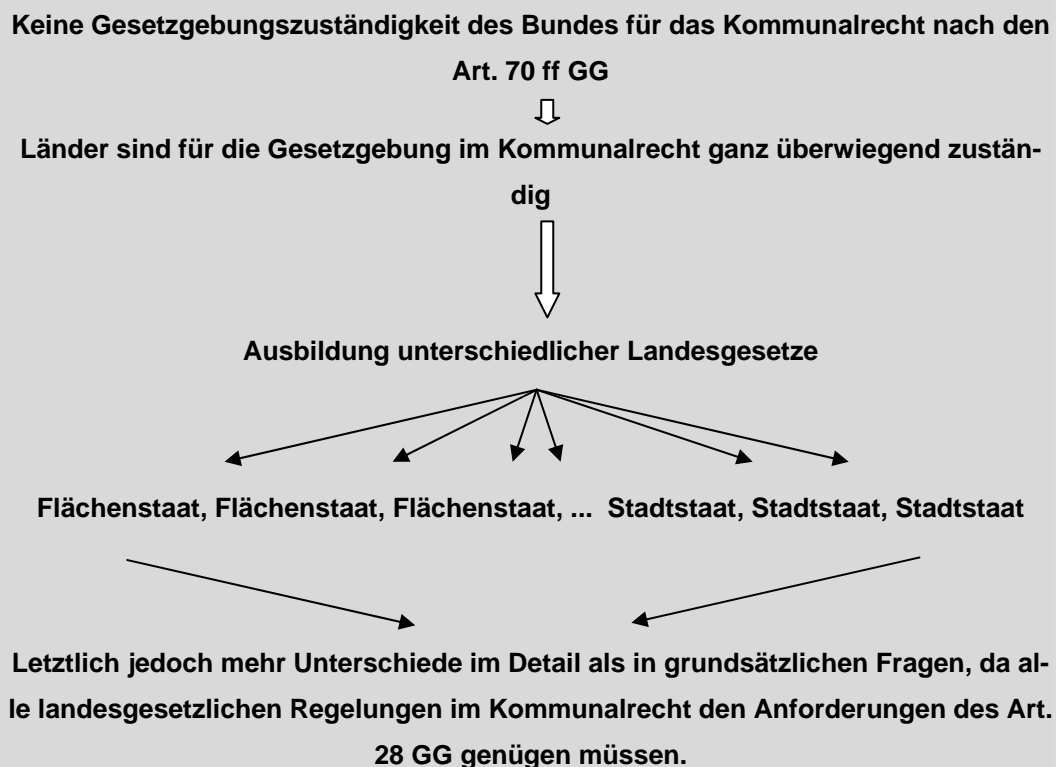 Keine Gesetzgebungszuständigkeit des Bundes für das Kommunalrecht nach den
Art. 70 ff GG
Länder sind für die Gesetzgebung im Kommunalrecht ganz überwiegend zustän-
dig
Ausbildung unterschiedlicher Landesgesetze
Flächenstaat, Flächenstaat, Flächenstaat, ... Stadtstaat, Stadtstaat, Stadtstaat
Letztlich jedoch mehr Unterschiede im Detail als in grundsätzlichen Fragen, da al-
le landesgesetzlichen Regelungen im Kommunalrecht den Anforderungen des Art.
28 GG genügen müssen.